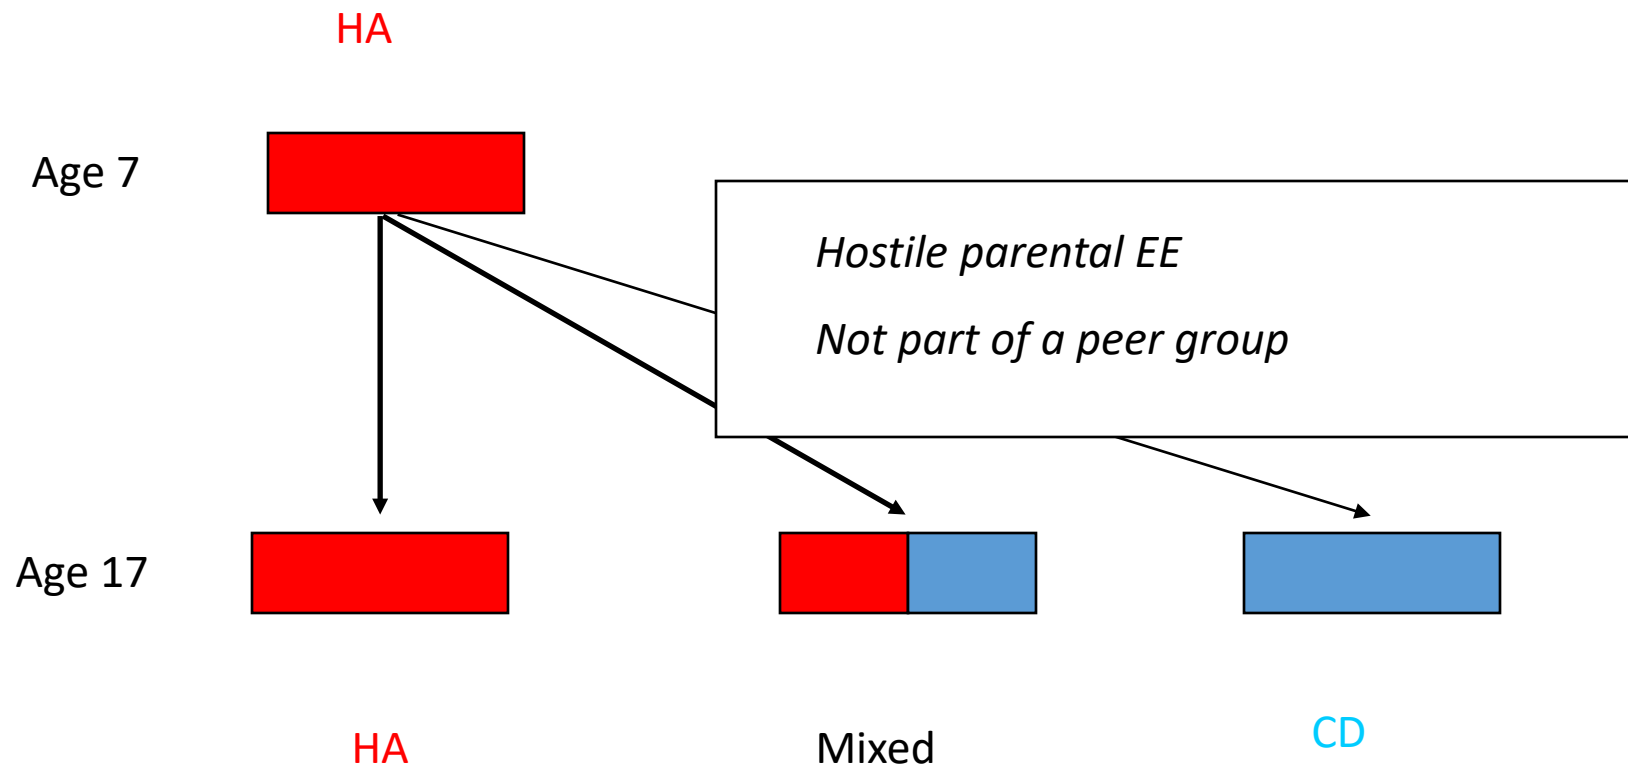 HA
Age 7
Hostile parental EE
Not part of a peer group
Age 17
HA
Mixed
CD